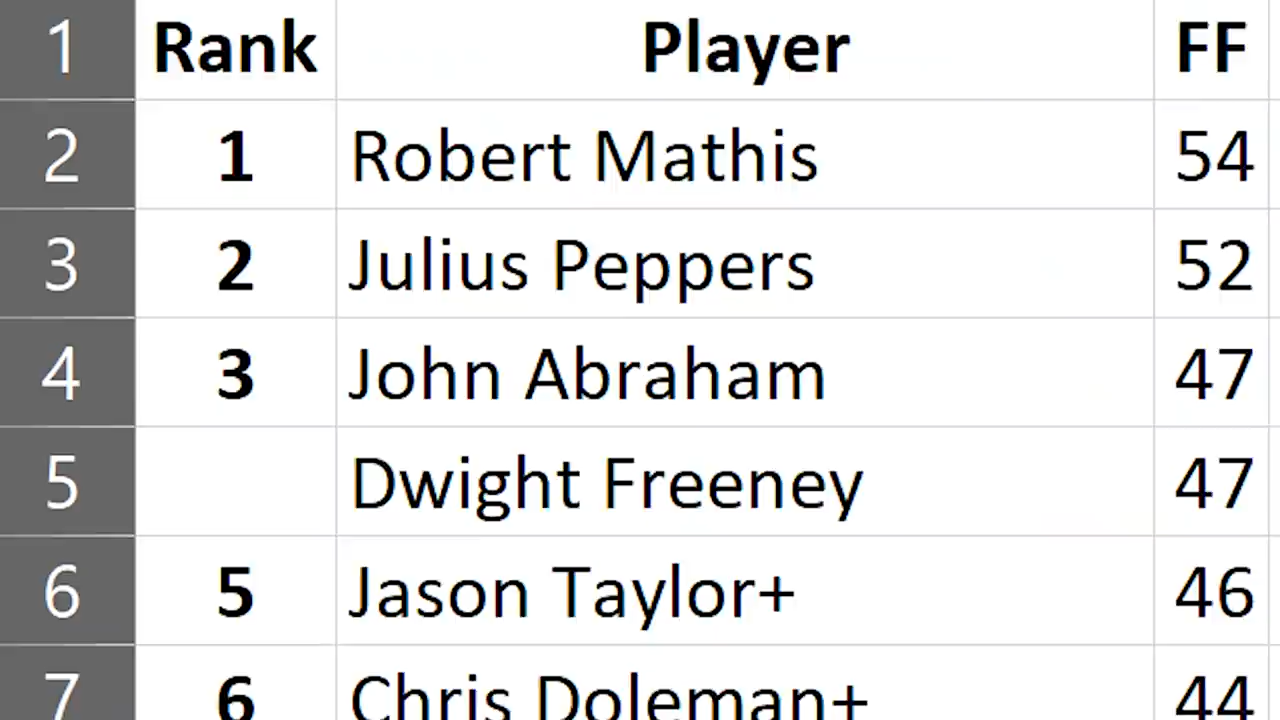 1 Rank Player FF
2 1 Robert Mathis 54
3 2 Julius Peppers 52
4 3 John Abraham 47
5 Dwight Freeney 47
6 5 Jason Taylor+ 46
7 6 Chris Doleman+ 44